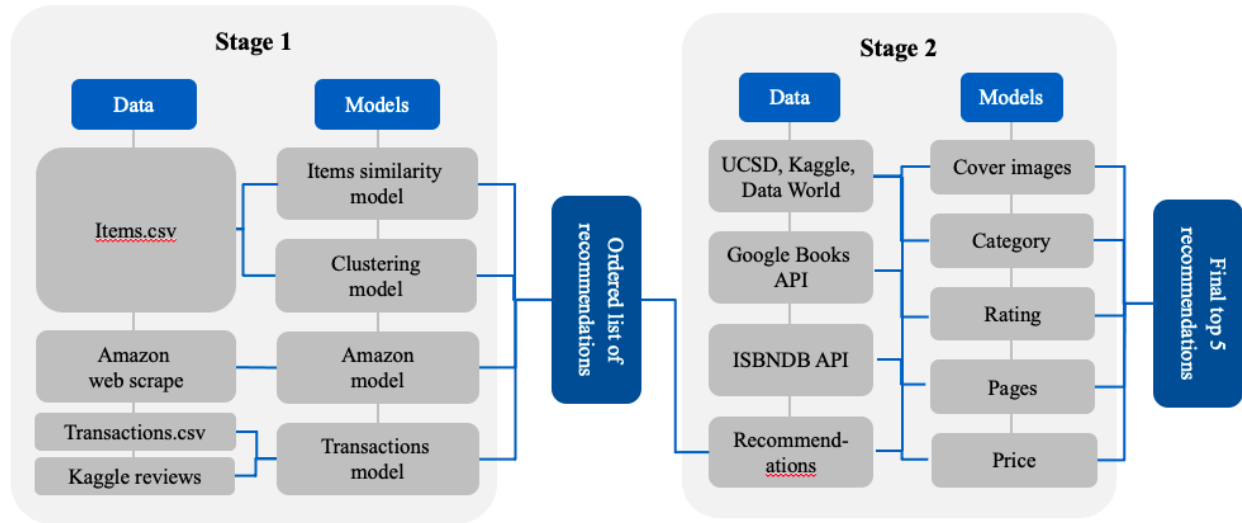 Stage 1
Data
Models
Items.csv
Items similarity
model
Clustering
model
Amazon
web scrape
Amazon
model
Transactions.csv
Kaggle reviews
Transactions
model
Ordered list of
recommendations
Stage 2
Data
Models
UCSD, Kaggle,
Data World
Cover images
Google Books
API
Category
Rating
ISBNDB API
Pages
Recommend-
ations
Price
Final top 5
recommendations